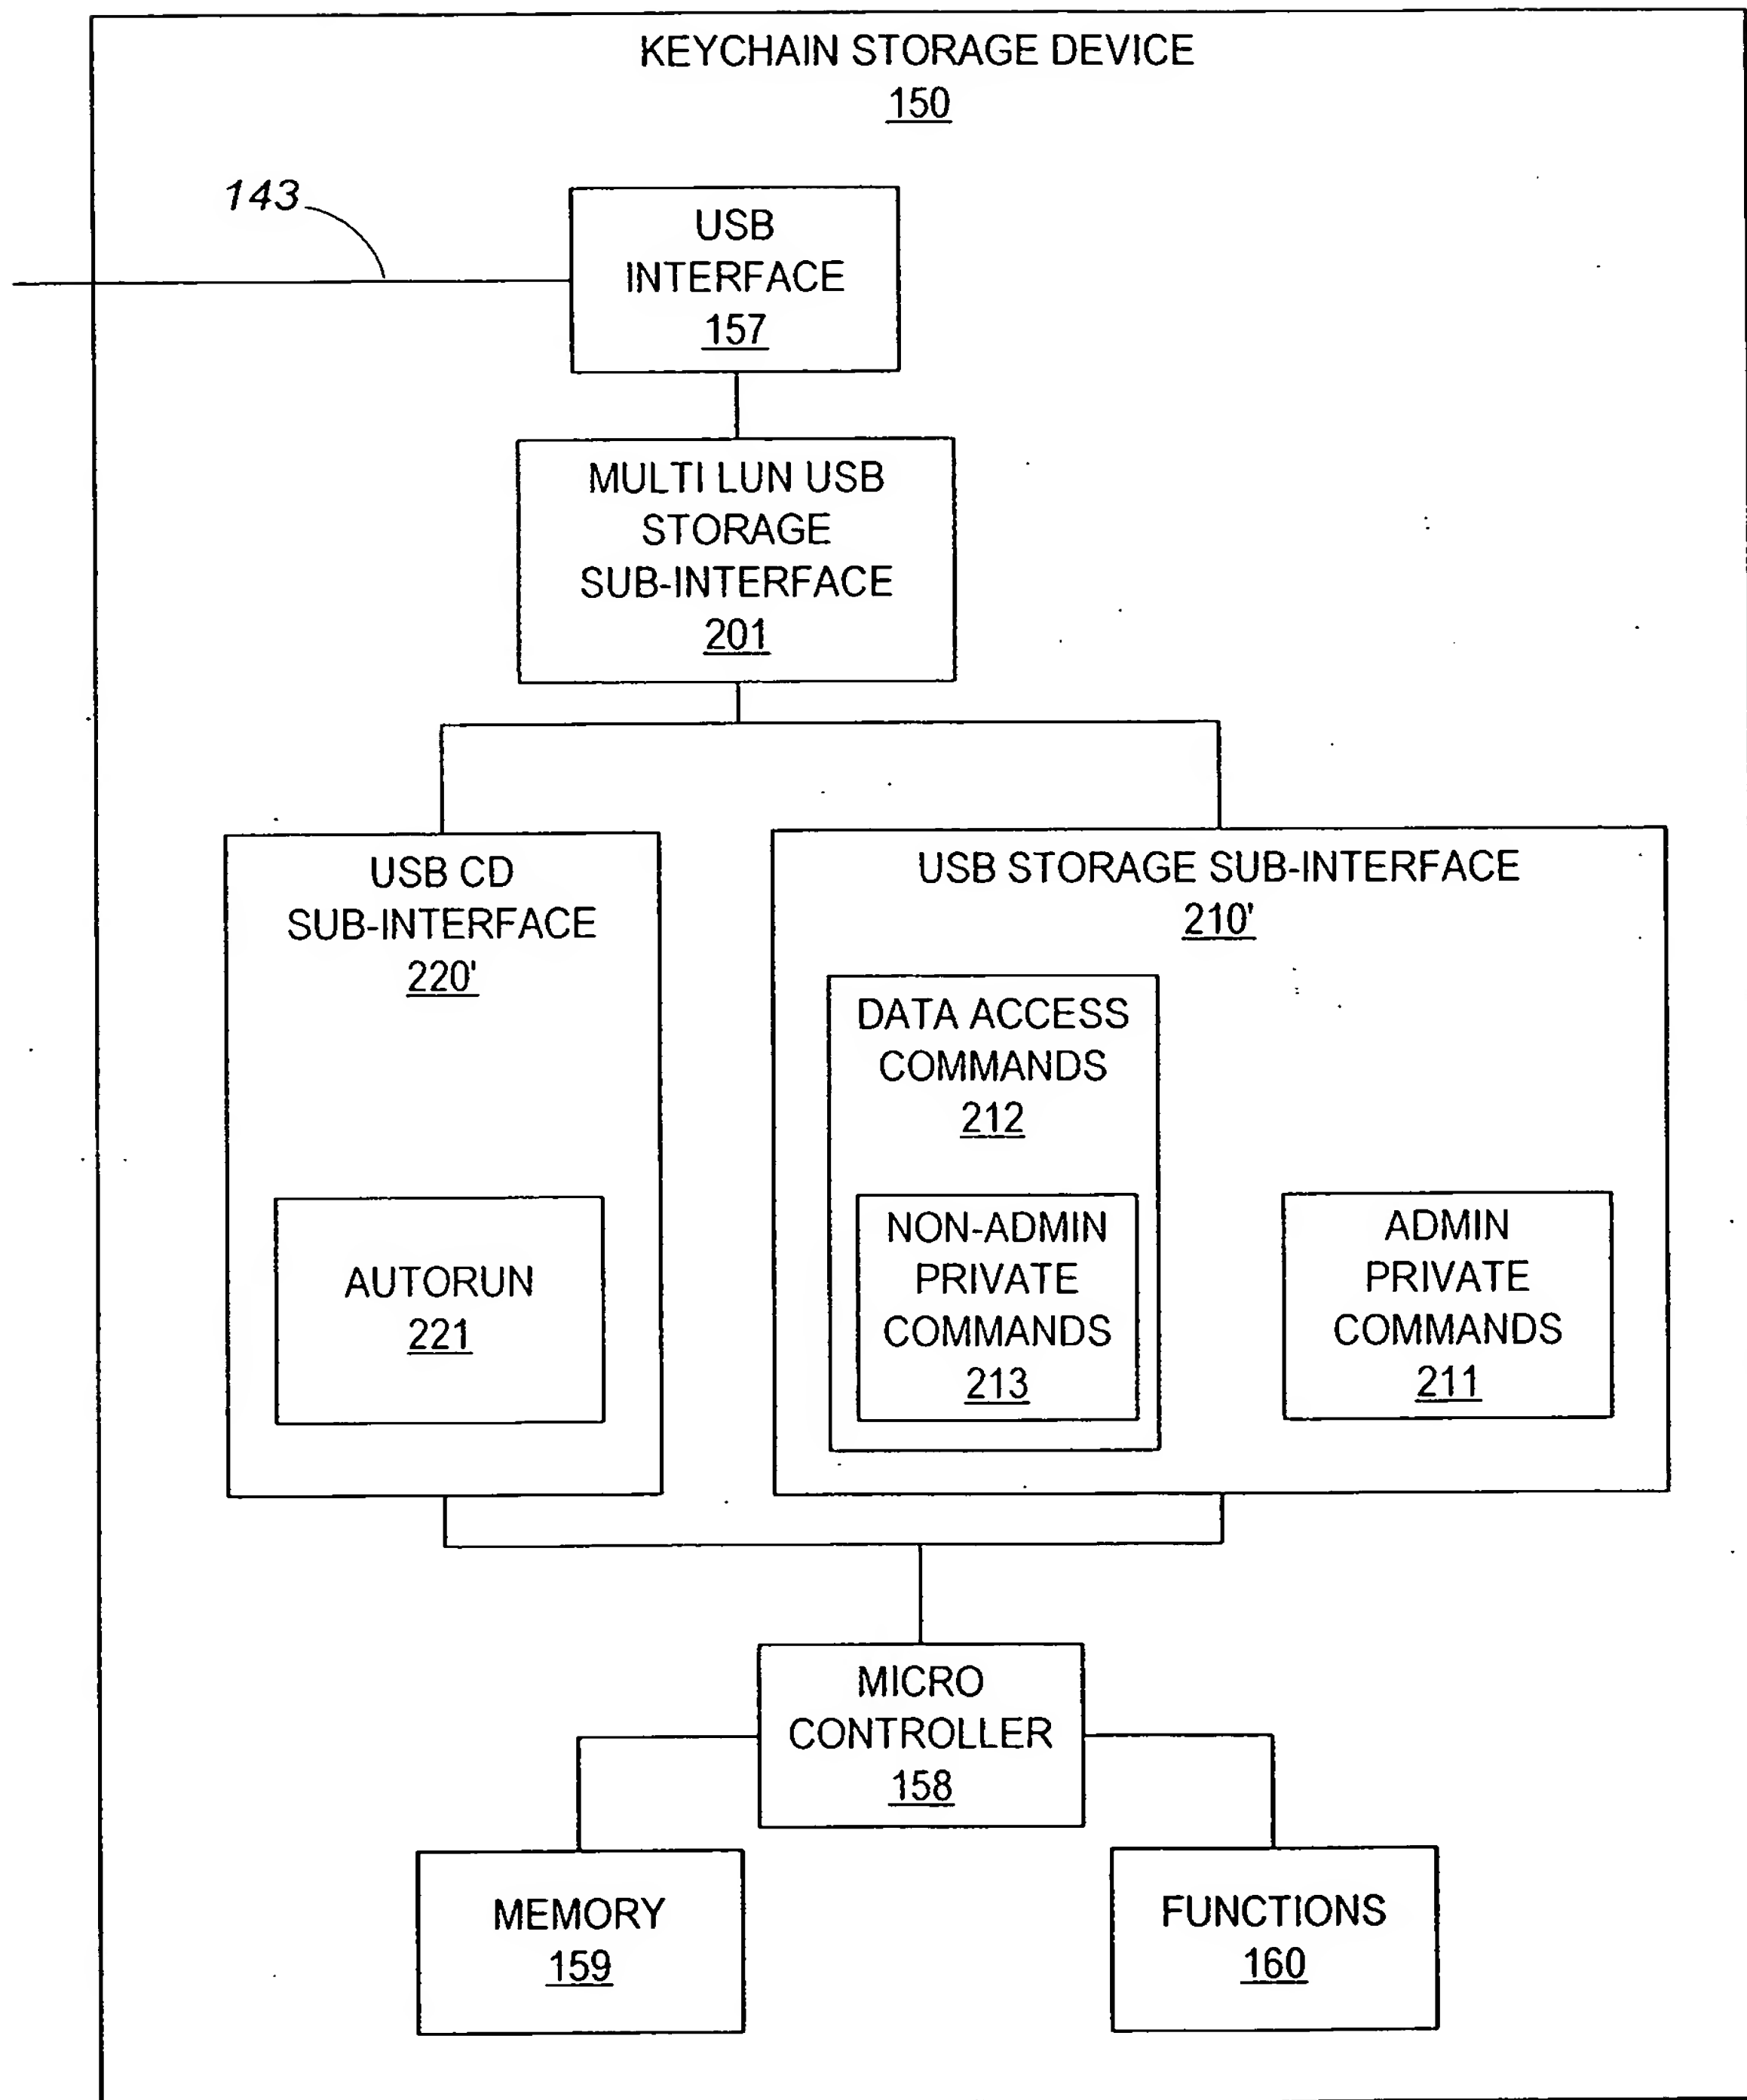 KEYCHAIN STORAGE DEVICE
150
143
USB
INTERFACE
157
MULTI LUN USB
STORAGE
SUB-INTERFACE
201
USB CD
SUB-INTERFACE
220'
AUTORUN
221
USB STORAGE SUB-INTERFACE
210'
DATA ACCESS
COMMANDS
212
NON-ADMIN
PRIVATE
COMMANDS
213
ADMIN
PRIVATE
COMMANDS
211
MICRO
CONTROLLER
158
MEMORY
159
FUNCTIONS
160